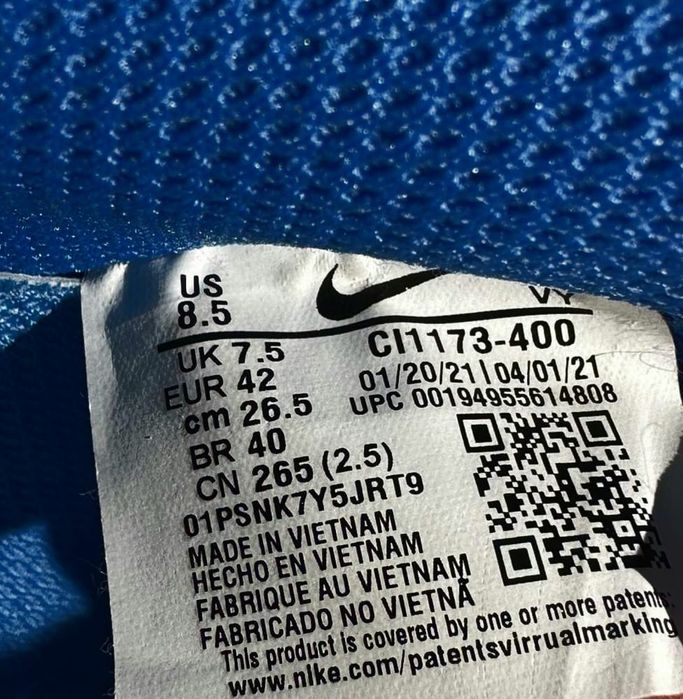 US VY
8.5
UK 7.5 CI1173-400
EUR 42 01/20/21|04/01/21
cm 26.5 UPC 00194955614808
BR 40
CN 265 (2.5)
01PSNK7Y5JRT9
MADE IN VIETNAM
HECHO EN VIETNAM
FABRIQUE AU VIETNAM
FABRICADO NO VIETNÃ
This product is covered by one or more patents:
www.nike.com/patentsvirrualmarking